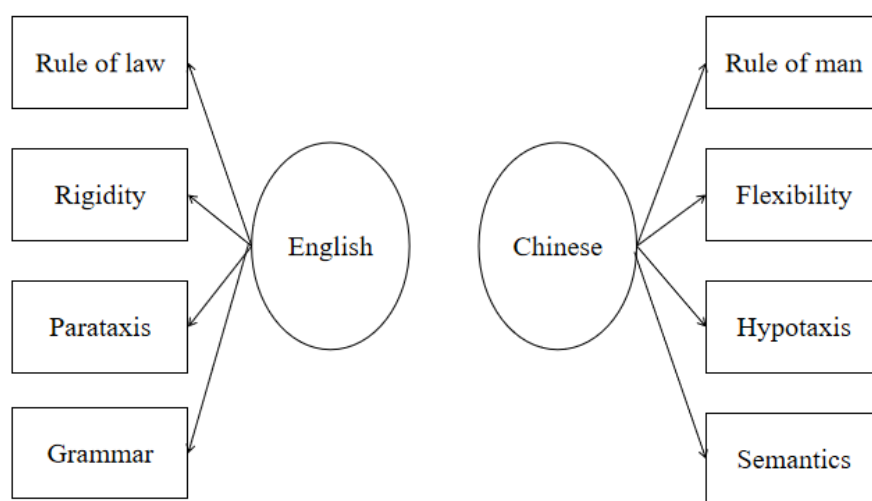 Rule of law
Rule of man
Rigidity
Flexibility
English
Chinese
Parataxis
Hypotaxis
Grammar
Semantics